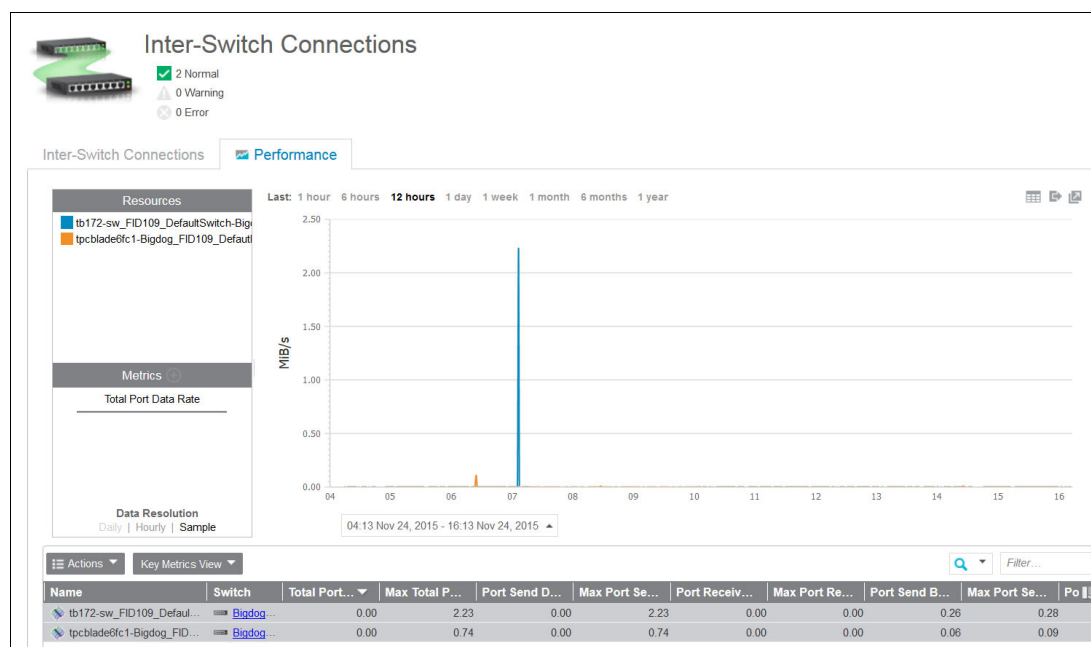 Inter-Switch Connections
2 Normal
0 Warning
0 Error
Inter-Switch Connections Performance
Resources
tb172-sw_FID109_DefaultSwitch-Bigd
tpcblade6fc1-Bigdog_FID109_Default
Last: 1 hour 6 hours 12 hours 1 day 1 week 1 month 6 months 1 year
2.50
2.00
1.50
1.00
0.50
0.00
MiB/s
04 05 06 07 08 09 10 11 12 13 14 15 16
Metrics
Total Port Data Rate
Data Resolution
Daily | Hourly | Sample
04:13 Nov 24, 2015 - 16:13 Nov 24, 2015
Actions Key Metrics View Filter...
Name Switch Total Port... Max Total P... Port Send D... Max Port Se... Port Receiv... Max Port Re... Port Send B... Max Port Se... Po
tb172-sw_FID109_Defaul... Bigdog... 0.00 2.23 0.00 2.23 0.00 0.00 0.26 0.28
tpcblade6fc1-Bigdog_FID... Bigdog... 0.00 0.74 0.00 0.74 0.00 0.00 0.06 0.09